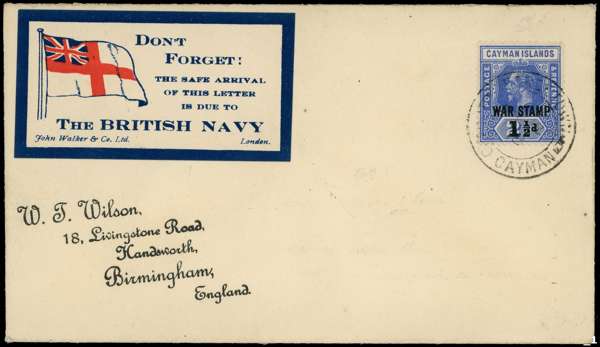 DON'T
FORGET!
THE SAFE ARRIVAL
OF THIS LETTER
IS DUE TO
THE BRITISH NAVY
John Walker & Co. Ltd. London.
CAYMAN ISLANDS
POSTAGE
WAR STAMP
1½d
CAYMAN
W. T. Wilson,
18, Livingstone Road,
Handsworth,
Birmingham,
England.
1